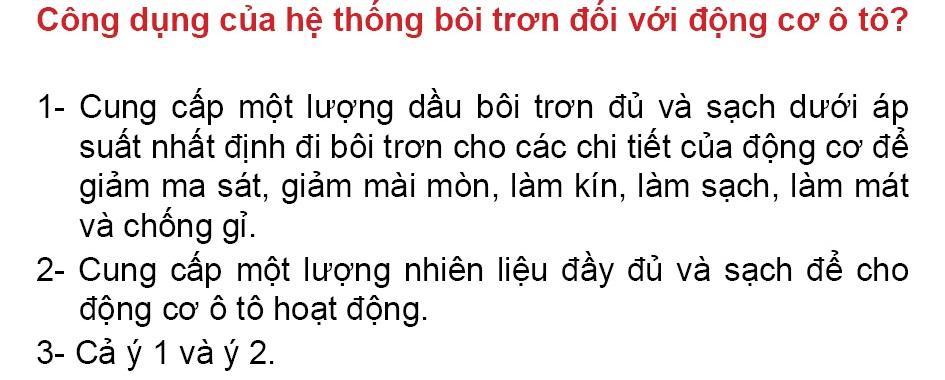 Công dụng của hệ thống bôi trơn đối với động cơ ô tô?
1- Cung cấp một lượng dầu bôi trơn đủ và sạch dưới áp
suất nhất định đi bôi trơn cho các chi tiết của động cơ để
giảm ma sát, giảm mài mòn, làm kín, làm sạch, làm mát
và chống gỉ.
2- Cung cấp một lượng nhiên liệu đầy đủ và sạch để cho
động cơ ô tô hoạt động.
3- Cả ý 1 và ý 2.